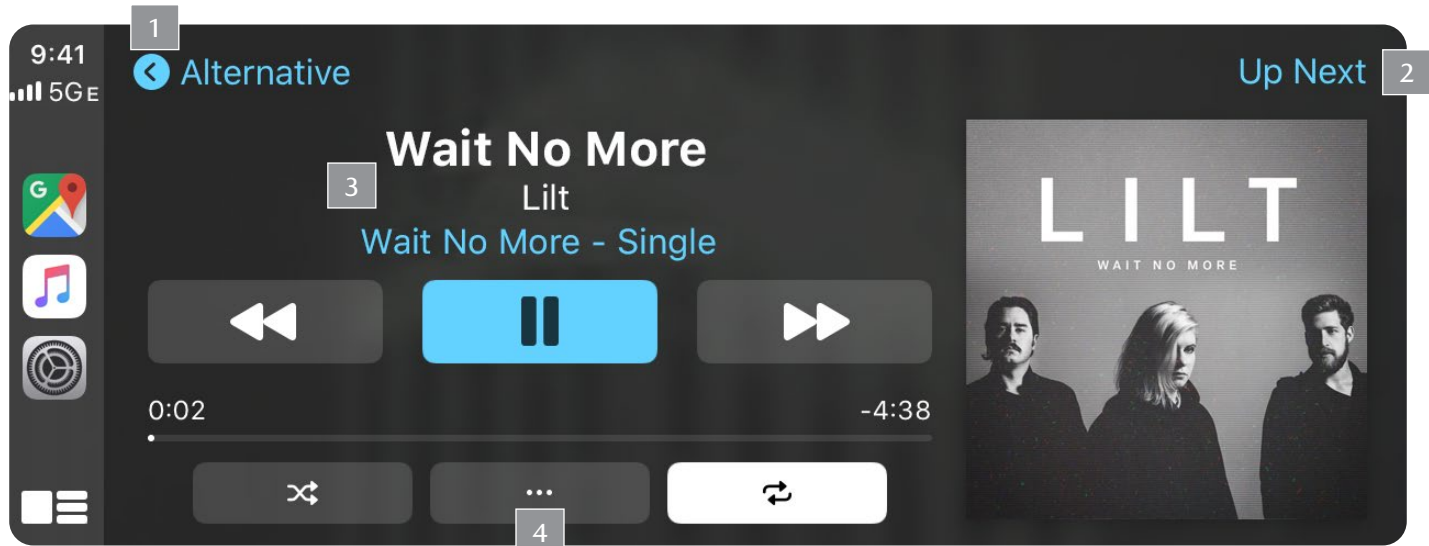 1
9:41
Alternative
Up Next
2
5GE
Wait No More
3
Lilt
Wait No More - Single
G
LILT
WAIT NO MORE
0:02
-4:38
4